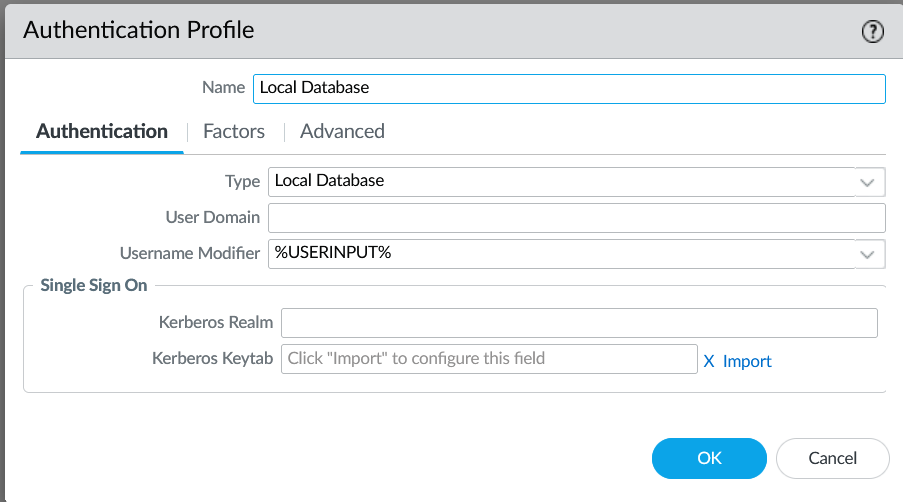 Authentication Profile
?
Name Local Database
Authentication Factors Advanced
Type Local Database
User Domain
Username Modifier %USERINPUT%
Single Sign On
Kerberos Realm
Kerberos Keytab Click "Import" to configure this field X Import
OK Cancel